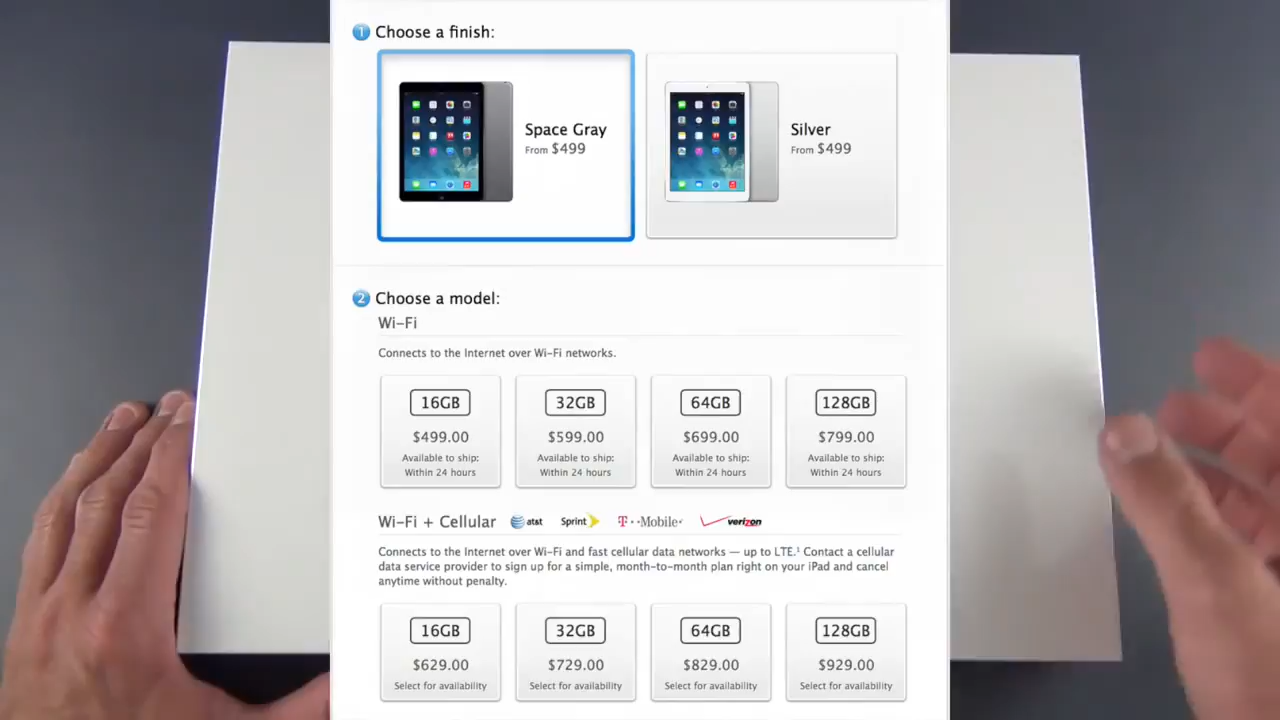 1 Choose a finish:
Space Gray
From $499
Silver
From $499
2 Choose a model:
Wi-Fi
Connects to the Internet over Wi-Fi networks.
16GB
$499.00
Available to ship:
Within 24 hours
32GB
$599.00
Available to ship:
Within 24 hours
64GB
$699.00
Available to ship:
Within 24 hours
128GB
$799.00
Available to ship:
Within 24 hours
Wi-Fi + Cellular at&t Sprint T-Mobile verizon
Connects to the Internet over Wi-Fi and fast cellular data networks — up to LTE.¹ Contact a cellular
data service provider to sign up for a simple, month-to-month plan right on your iPad and cancel
anytime without penalty.
16GB
$629.00
Select for availability
32GB
$729.00
Select for availability
64GB
$829.00
Select for availability
128GB
$929.00
Select for availability